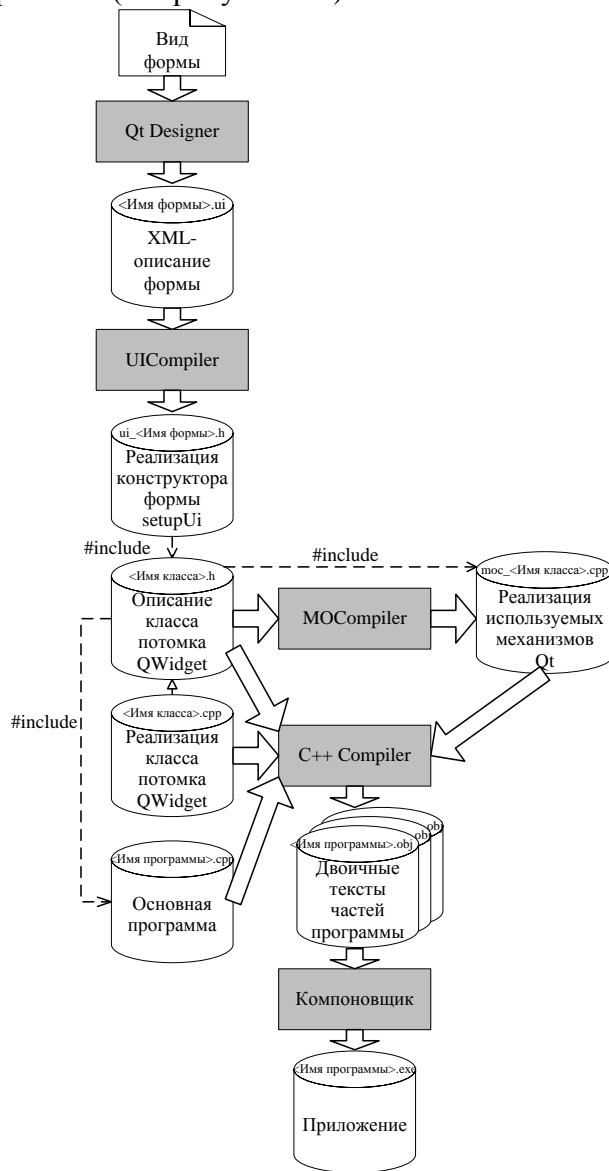 Вид
формы
Qt Designer
<Имя формы>.ui
XML-
описание
формы
UICompiler
ui_<Имя формы>.h
Реализация
конструктора
формы
setupUi
#include
#include
<Имя класса>.h
Описание
класса
потомка
QWidget
MOCompiler
moc_<Имя класса>.cpp
Реализация
используемых
механизмов
Qt
#include
<Имя класса>.cpp
Реализация
класса
потомка
QWidget
C++ Compiler
<Имя программы>.cpp
Основная
программа
ob
obj
<Имя программы>.obj
Двоичные
тексты
частей
программы
Компоновщик
<Имя программы>.exe
Приложение